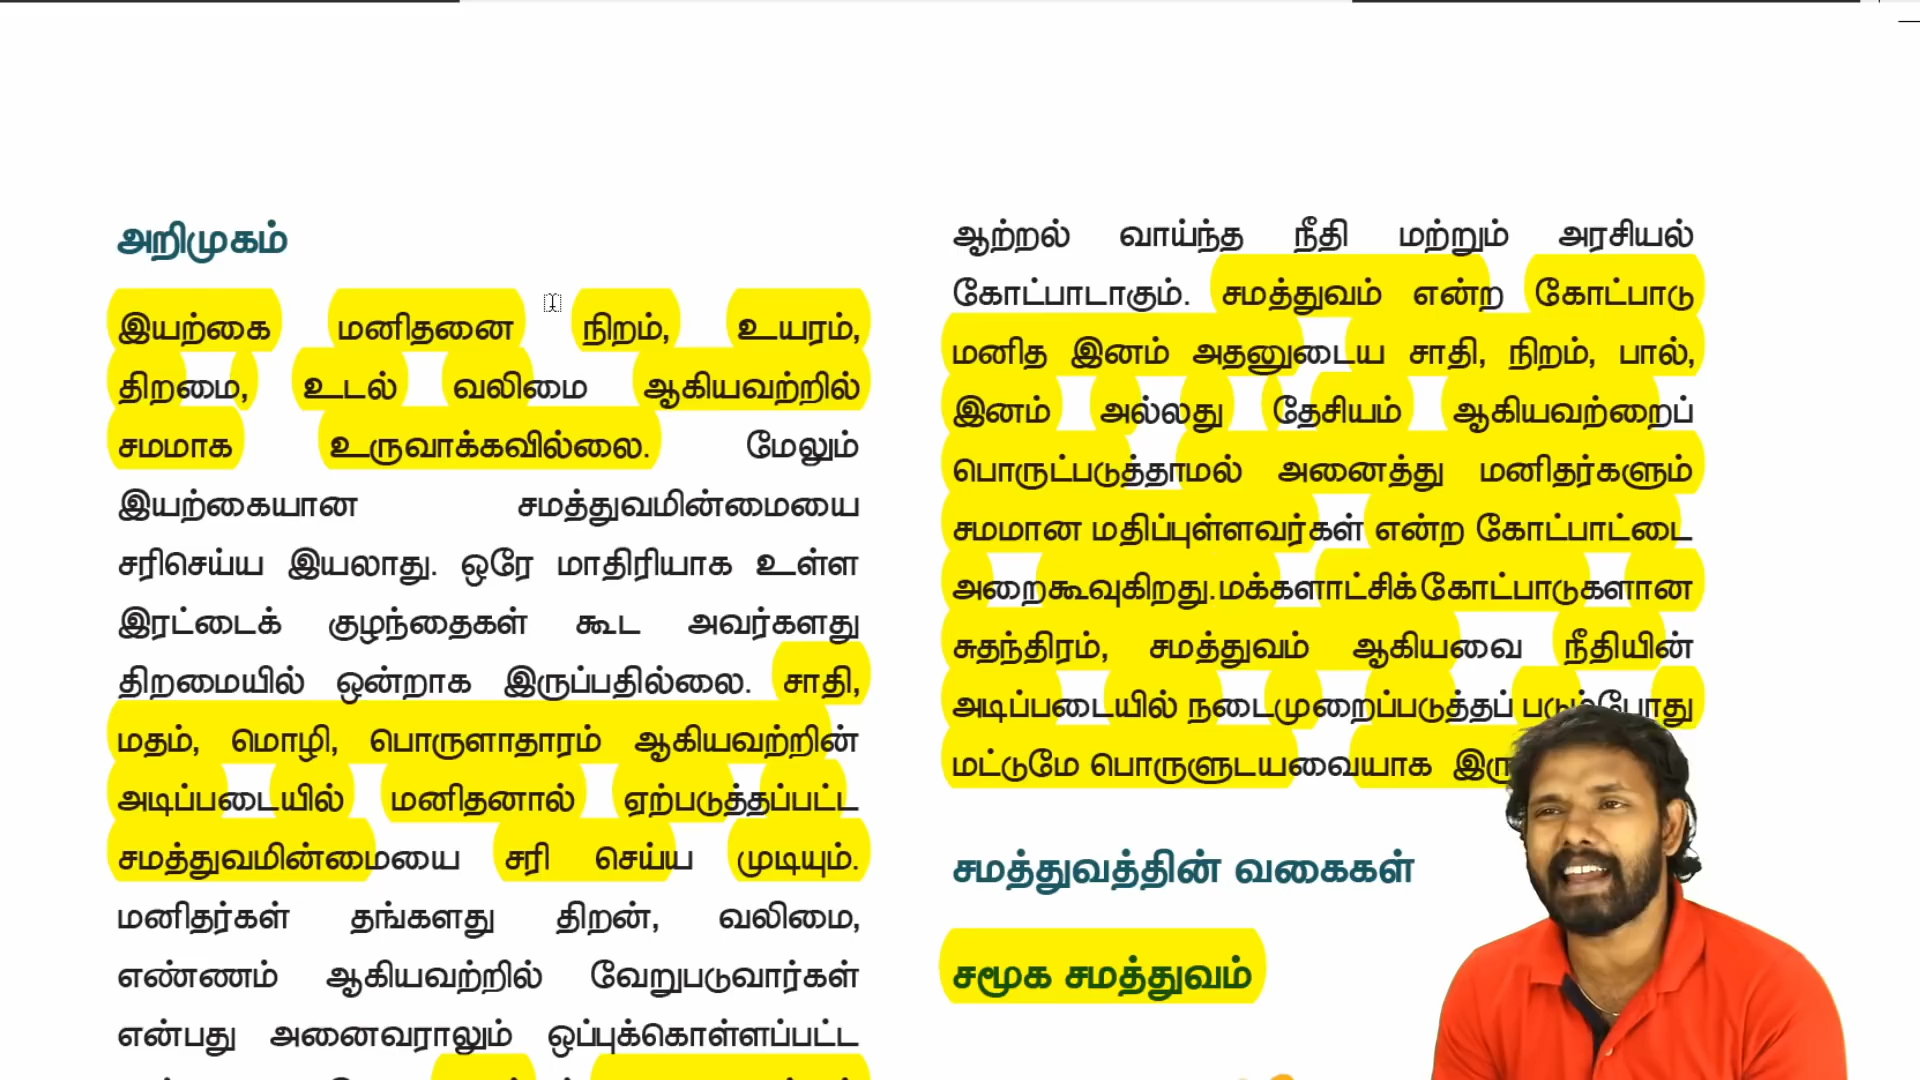 அறிமுகம்
இயற்கை மனிதனை நிறம், உயரம்,
திறமை, உடல் வலிமை ஆகியவற்றில்
சமமாக உருவாக்கவில்லை. மேலும்
இயற்கையான சமத்துவமின்மையை
சரிசெய்ய இயலாது. ஒரே மாதிரியாக உள்ள
இரட்டைக் குழந்தைகள் கூட அவர்களது
திறமையில் ஒன்றாக இருப்பதில்லை. சாதி,
மதம், மொழி, பொருளாதாரம் ஆகியவற்றின்
அடிப்படையில் மனிதனால் ஏற்படுத்தப்பட்ட
சமத்துவமின்மையை சரி செய்ய முடியும்.
மனிதர்கள் தங்களது திறன், வலிமை,
எண்ணம் ஆகியவற்றில் வேறுபடுவார்கள்
என்பது அனைவராலும் ஒப்புக்கொள்ளப்பட்ட
ஆற்றல் வாய்ந்த நீதி மற்றும் அரசியல்
கோட்பாடாகும். சமத்துவம் என்ற கோட்பாடு
மனித இனம் அதனுடைய சாதி, நிறம், பால்,
இனம் அல்லது தேசியம் ஆகியவற்றைப்
பொருட்படுத்தாமல் அனைத்து மனிதர்களும்
சமமான மதிப்புள்ளவர்கள் என்ற கோட்பாட்டை
அறைகூவுகிறது.மக்களாட்சிக்கோட்பாடுகளான
சுதந்திரம், சமத்துவம் ஆகியவை நீதியின்
அடிப்படையில் நடைமுறைப்படுத்தப் படும்போது
மட்டுமே பொருளுடயவையாக
சமத்துவத்தின் வகைகள்
சமூக சமத்துவம்